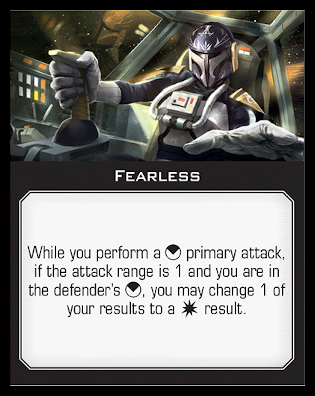 FEARLESS
While you perform a primary attack,
if the attack range is 1 and you are in
the defender's , you may change 1 of
your results to a result.